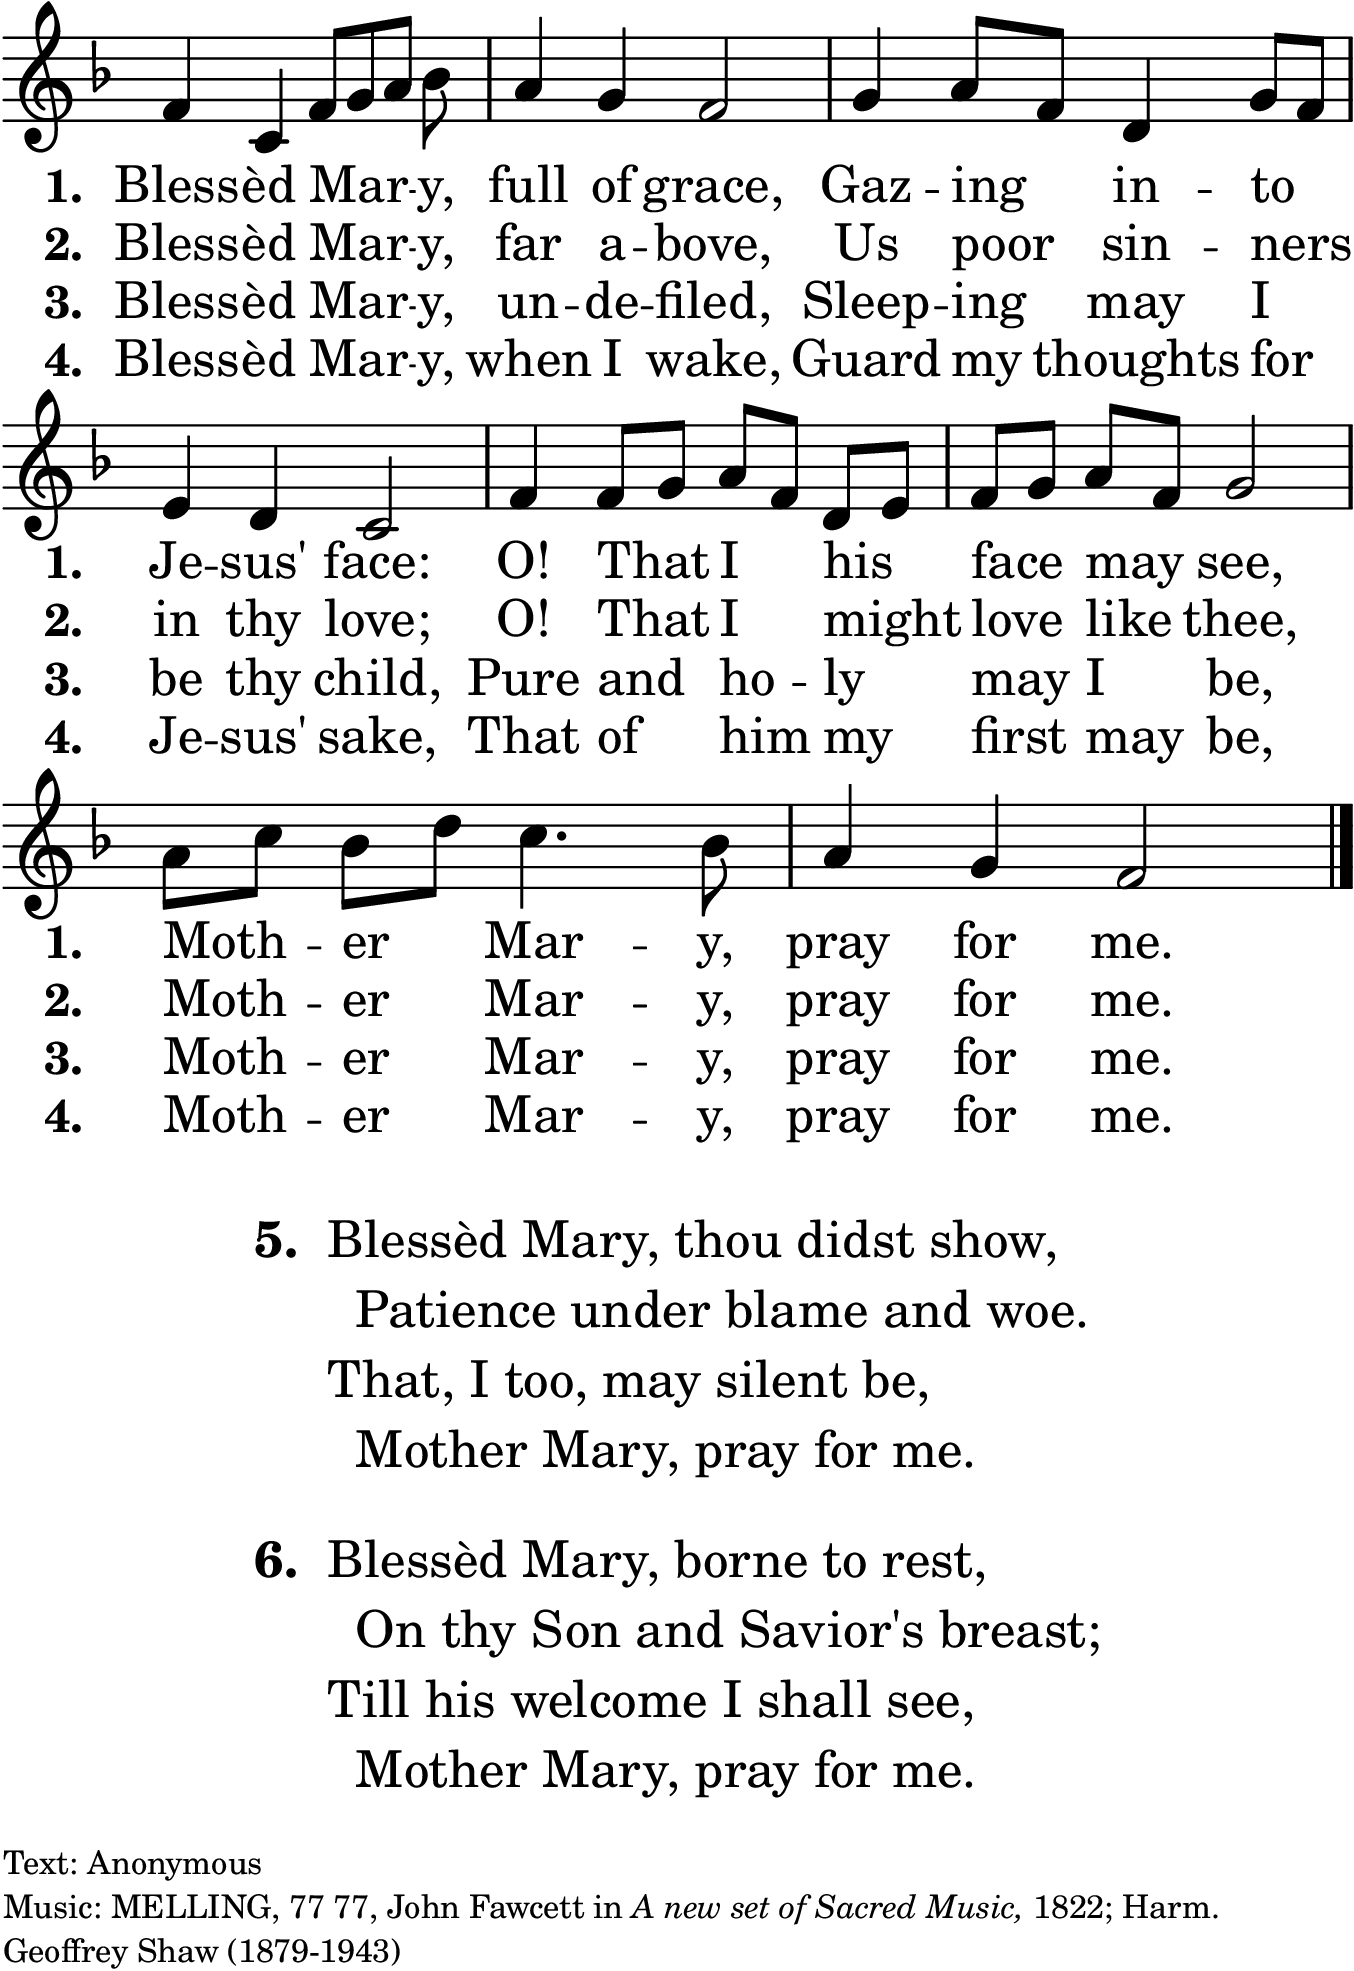 1. Blessèd Mar-y, full of grace, Gaz - ing in - to
2. Blessèd Mar-y, far a - bove, Us poor sin - ners
3. Blessèd Mar-y, un - de - filed, Sleep - ing may I
4. Blessèd Mar-y, when I wake, Guard my thoughts for
1. Je - sus' face: O! That I his face may see,
2. in thy love; O! That I might love like thee,
3. be thy child, Pure and ho - ly may I be,
4. Je - sus' sake, That of him my first may be,
1. Moth - er Mar - y, pray for me.
2. Moth - er Mar - y, pray for me.
3. Moth - er Mar - y, pray for me.
4. Moth - er Mar - y, pray for me.
5. Blessèd Mary, thou didst show,
Patience under blame and woe.
That, I too, may silent be,
Mother Mary, pray for me.
6. Blessèd Mary, borne to rest,
On thy Son and Savior's breast;
Till his welcome I shall see,
Mother Mary, pray for me.
Text: Anonymous
Music: MELLING, 77 77, John Fawcett in A new set of Sacred Music, 1822; Harm.
Geoffrey Shaw (1879-1943)